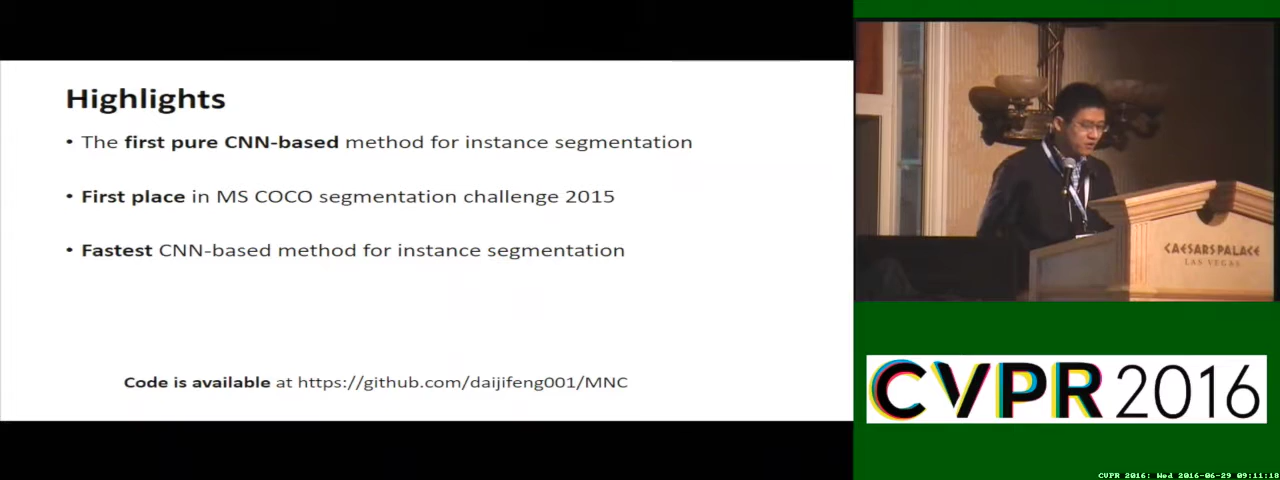 Highlights
• The first pure CNN-based method for instance segmentation
• First place in MS COCO segmentation challenge 2015
• Fastest CNN-based method for instance segmentation
Code is available at https://github.com/daijifeng001/MNC
CAESARS PALACE
LAS VEGAS
CVPR 2016
CVPR 2016: Wed 2016-06-29 09:11:18